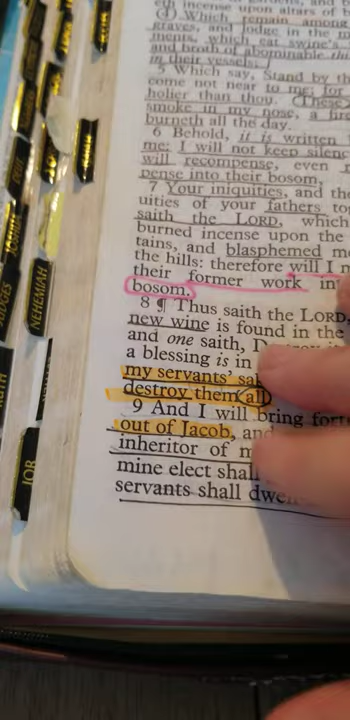 incense upon altars of b
4 Which remain among
graves, and lodge in the m
ments, which eat swine's
and broth of abominable
in their vessels;
5 Which say, Stand by th
come not near to me; for
holier than thou. These
smoke in my nose, a fire
burneth all the day.
6 Behold, it is written
me: I will not keep silenc
will recompense, even
pense into their bosom,
7 Your iniquities, and the
uities of your fathers tog
saith the LORD, which
burned incense upon the
tains, and blasphemed me
the hills: therefore will I m
their former work in
bosom.
8 ¶ Thus saith the LORD,
new wine is found in the
and one saith, D
a blessing is in
my servants' sa
destroy them all
9 And I will bring fort
out of Jacob, and
inheritor of m
mine elect shall
servants shall dwe
JUDGES
NEHEMIAH
JOB